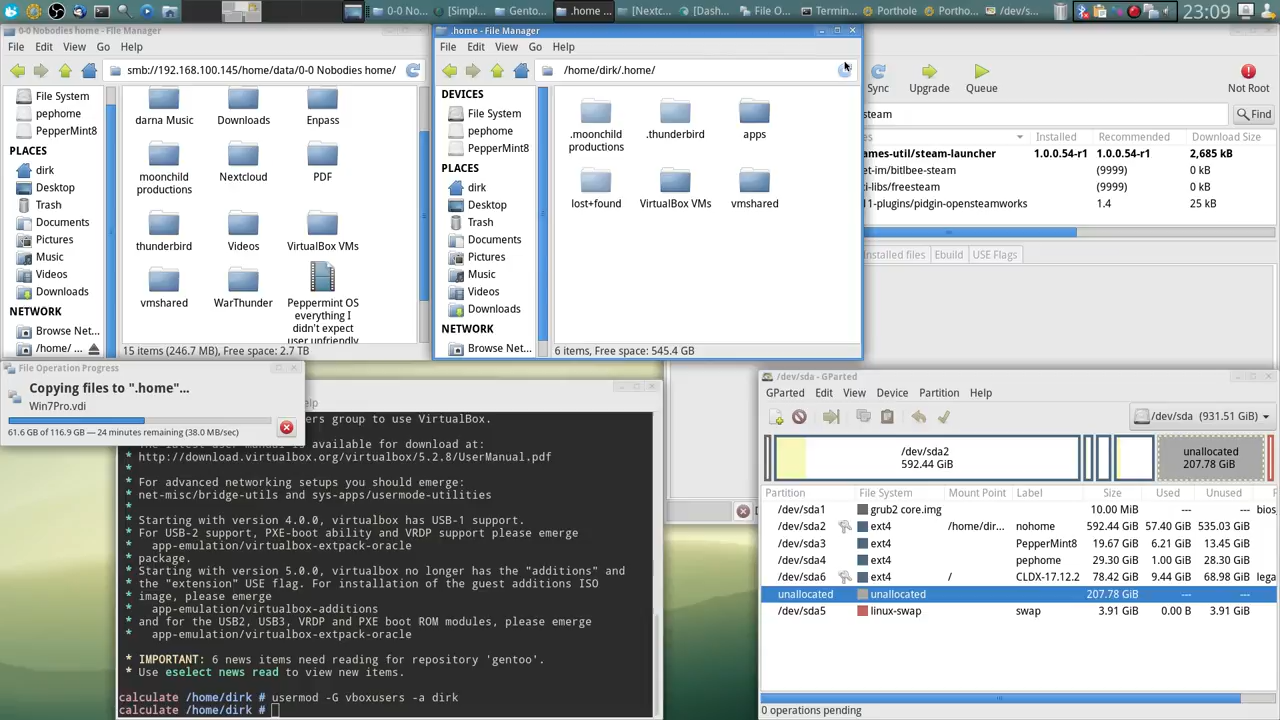 0-0 No...
[Simpl...
Gento...
.home ...
[Nextc...
[Dash...
File O...
Termin...
Porthole
Portho...
/dev/s...
23:09
0-0 Nobodies home - File Manager
File Edit View Go Help
smb://192.168.100.145/home/data/0-0 Nobodies home/
File System
pephome
PepperMint8
PLACES
dirk
Desktop
Trash
Documents
Pictures
Music
Videos
Downloads
NETWORK
Browse Net...
/home/ ...
darna Music
Downloads
Enpass
moonchild productions
Nextcloud
PDF
thunderbird
Videos
VirtualBox VMs
vmshared
WarThunder
Peppermint OS
everything I
didn't expect
user unfriendly
15 items (246.7 MB), Free space: 2.7 TB
.home - File Manager
File Edit View Go Help
/home/dirk/.home/
DEVICES
File System
pephome
PepperMint8
PLACES
dirk
Desktop
Trash
Documents
Pictures
Music
Videos
Downloads
NETWORK
Browse Net...
.moonchild
productions
.thunderbird
apps
lost+found
VirtualBox VMs
vmshared
6 items, Free space: 545.4 GB
Sync
Upgrade
Queue
Not Root
steam
Find
Installed Recommended Download Size
ames-util/steam-launcher 1.0.0.54-r1 1.0.0.54-r1 2,685 kB
et-im/bitlbee-steam (9999) 0 kB
ci-libs/freesteam (9999) 0 kB
11-plugins/pidgin-opensteamworks 1.4 25 kB
nstalled files Ebuild USE Flags
File Operation Progress
Copying files to ".home"...
Win7Pro.vdi
61.6 GB of 116.9 GB — 24 minutes remaining (38.0 MB/sec)
elp
ers group to use VirtualBox.
is available for download at:
* http://download.virtualbox.org/virtualbox/5.2.8/UserManual.pdf
*
* For advanced networking setups you should emerge:
* net-misc/bridge-utils and sys-apps/usermode-utilities
*
* Starting with version 4.0.0, virtualbox has USB-1 support.
* For USB-2 support, PXE-boot ability and VRDP support please emerge
* app-emulation/virtualbox-extpack-oracle
* package.
* Starting with version 5.0.0, virtualbox no longer has the "additions" and
* the "extension" USE flag. For installation of the guest additions ISO
* image, please emerge
* app-emulation/virtualbox-additions
* and for the USB2, USB3, VRDP and PXE boot ROM modules, please emerge
* app-emulation/virtualbox-extpack-oracle
* IMPORTANT: 6 news items need reading for repository 'gentoo'.
* Use eselect news read to view new items.
calculate /home/dirk # usermod -G vboxusers -a dirk
calculate /home/dirk #
/dev/sda - GParted
GParted Edit View Device Partition Help
/dev/sda (931.51 GiB)
/dev/sda2
592.44 GiB
unallocated
207.78 GiB
Partition File System Mount Point Label Size Used Unused F
/dev/sda1 grub2 core.img 10.00 MiB --- --- bios
/dev/sda2 ext4 /home/dir... nohome 592.44 GiB 57.40 GiB 535.03 GiB
/dev/sda3 ext4 PepperMint8 19.67 GiB 6.21 GiB 13.45 GiB
/dev/sda4 ext4 pephome 29.30 GiB 1.00 GiB 28.30 GiB
/dev/sda6 ext4 / CLDX-17.12.2 78.42 GiB 9.44 GiB 68.98 GiB lega
unallocated unallocated 207.78 GiB --- ---
/dev/sda5 linux-swap swap 3.91 GiB 0.00 B 3.91 GiB
0 operations pending